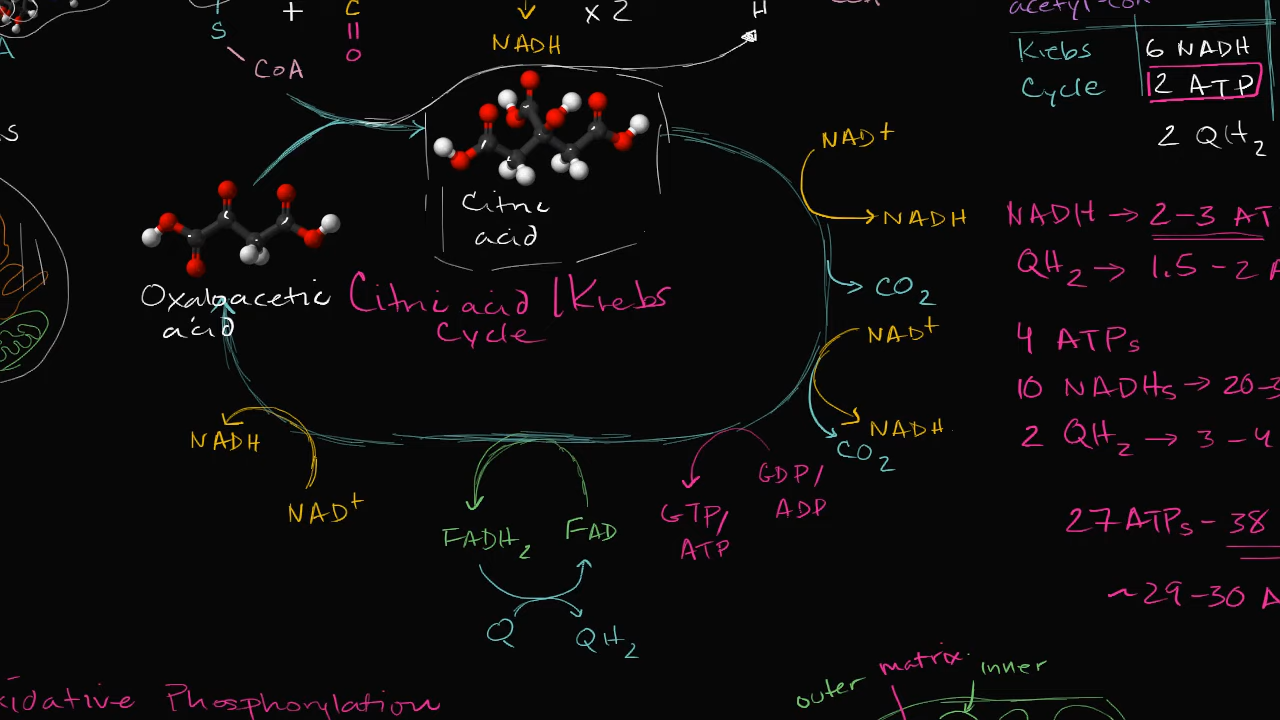 +
C
O
S
CoA
NADH
x 2
H
Krebs
Cycle
6 NADH
2 ATP
2 QH2
NADH → 2-3 AT
QH2 → 1.5-2 A
4 ATPs
10 NADHs → 20-3
2 QH2 → 3-4
27 ATPs - 38
~29-30 A
Citric
acid
Oxaloacetic
acid
Citric acid/Krebs
Cycle
NAD+
NADH
CO2
NAD+
NADH
CO2
GDP/
ADP
GTP/
ATP
FAD
FADH2
Q
QH2
NAD+
NADH
xidative Phosphorylation
outer
matrix
inner